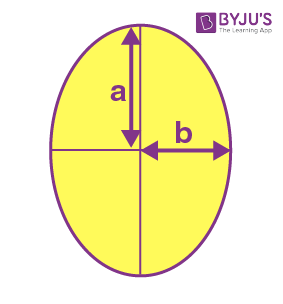 BYJU'S
The Learning App
a
b